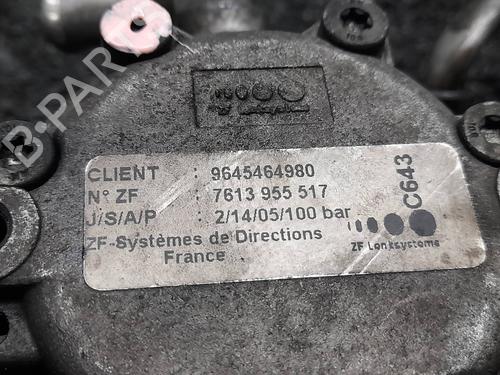 B-PARTS
CLIENT : 9645464980
N° ZF : 7613 955 517
J/S/A/P : 2/14/05/100 bar
ZF-Systèmes de Directions
France
C643
ZF Lenksysteme